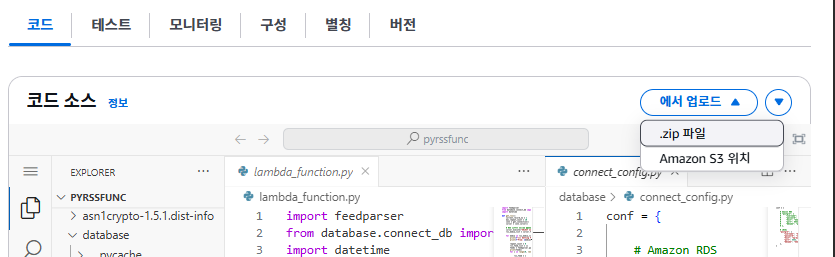 코드 테스트 모니터링 구성 별칭 버전
코드 소스 정보 에서 업로드
.zip 파일
Amazon S3 위치
pyrssfunc
EXPLORER
PYRSSFUNC
asn1crypto-1.5.1.dist-info
database
pycache
lambda_function.py
lambda_function.py
1 import feedparser
2 from database.connect_db impor
3 import datetime
connect_config.py
database > connect_config.py
1 conf = {
2
3 # Amazon RDS